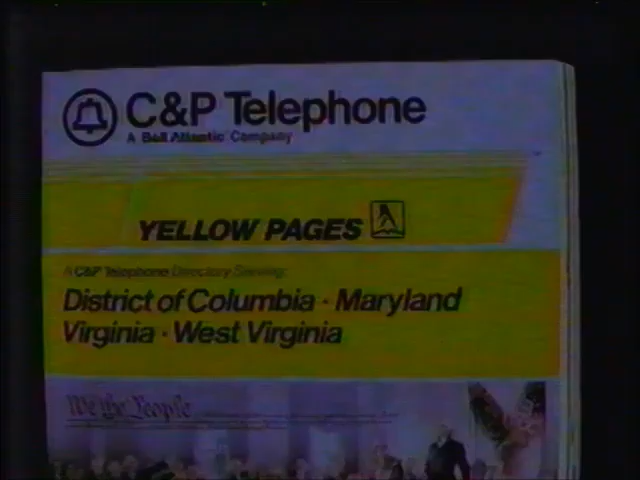 C&P Telephone
A Bell Atlantic Company
YELLOW PAGES
A C&P Telephone Directory Serving:
District of Columbia · Maryland
Virginia · West Virginia
We the People